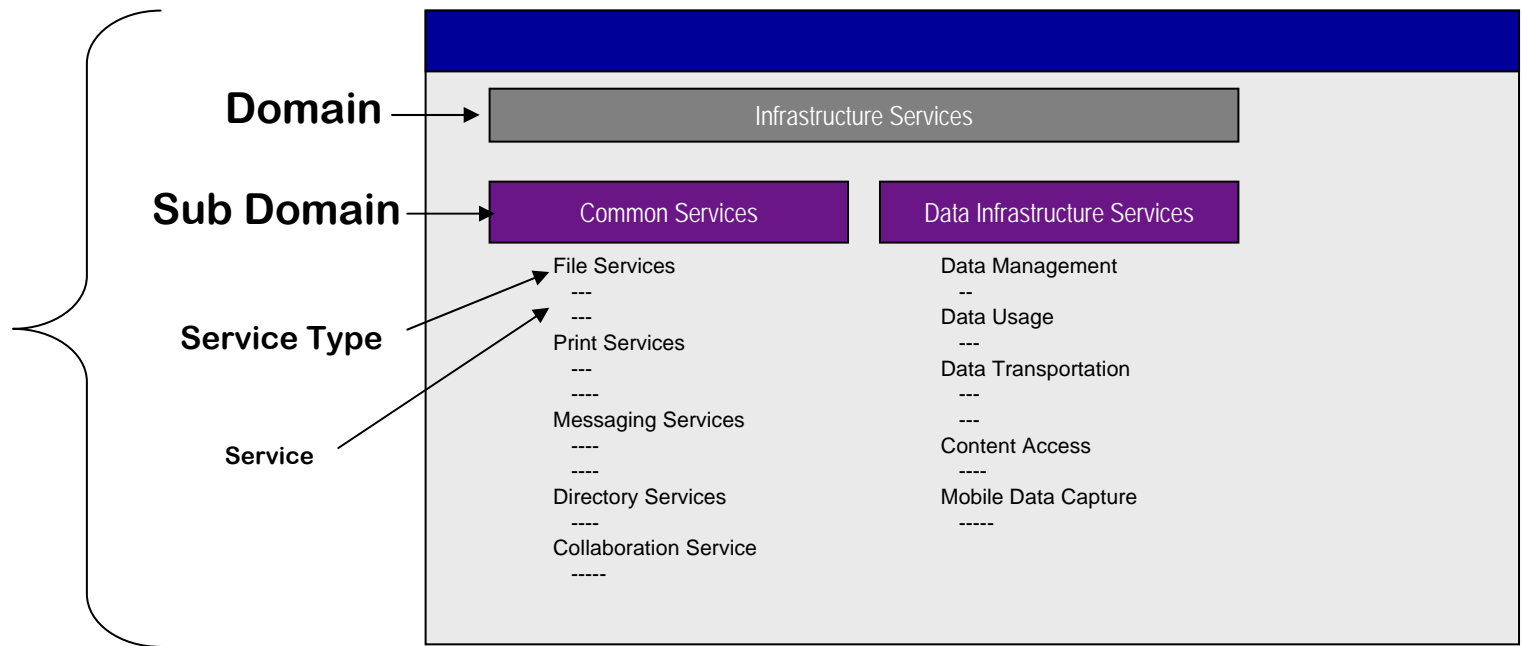 Domain
Infrastructure Services
Sub Domain
Common Services
Data Infrastructure Services
Service Type
Service
File Services
---
---
Print Services
---
----
Messaging Services
----
----
Directory Services
----
Collaboration Service
-----
Data Management
--
Data Usage
---
Data Transportation
---
---
Content Access
----
Mobile Data Capture
-----